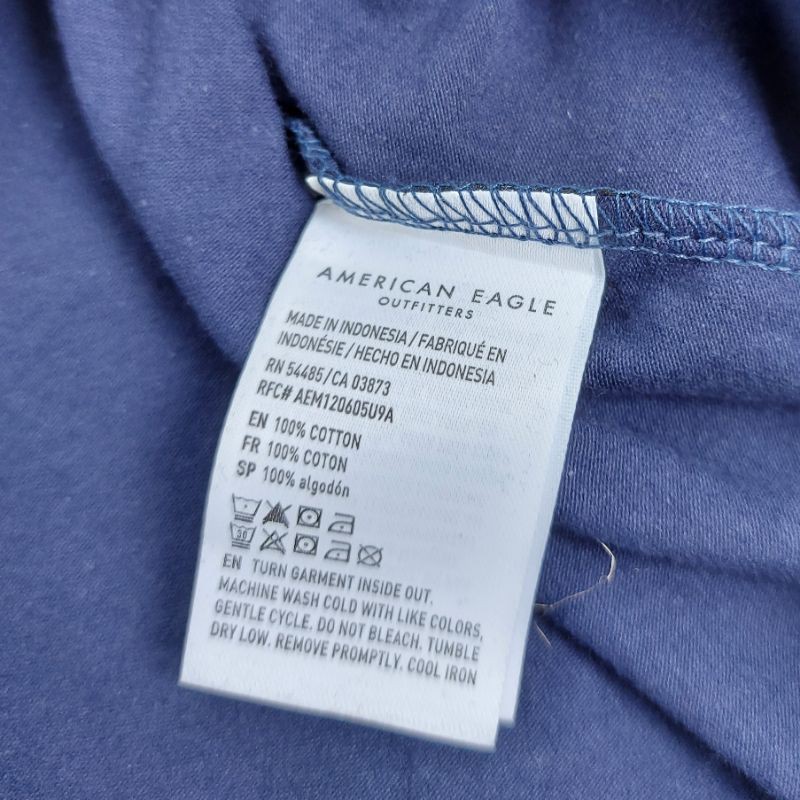 AMERICAN EAGLE
OUTFITTERS
MADE IN INDONESIA / FABRIQUÉ EN
INDONÉSIE / HECHO EN INDONESIA
RN 54485 / CA 03873
RFC# AEM120605U9A
EN 100% COTTON
FR 100% COTON
SP 100% algodón
30
EN TURN GARMENT INSIDE OUT.
MACHINE WASH COLD WITH LIKE COLORS,
GENTLE CYCLE. DO NOT BLEACH. TUMBLE
DRY LOW. REMOVE PROMPTLY. COOL IRON